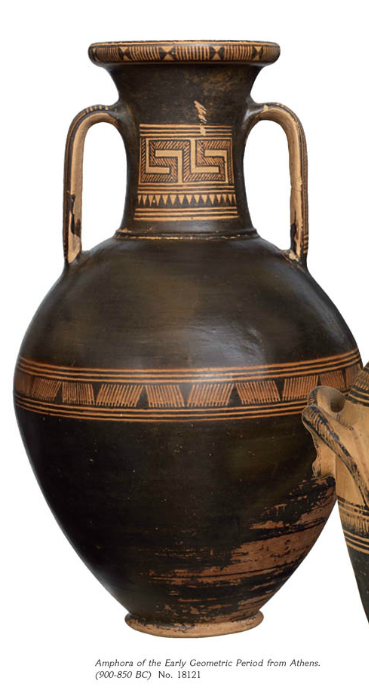 Amphora of the Early Geometric Period from Athens.
(900-850 BC) No. 18121